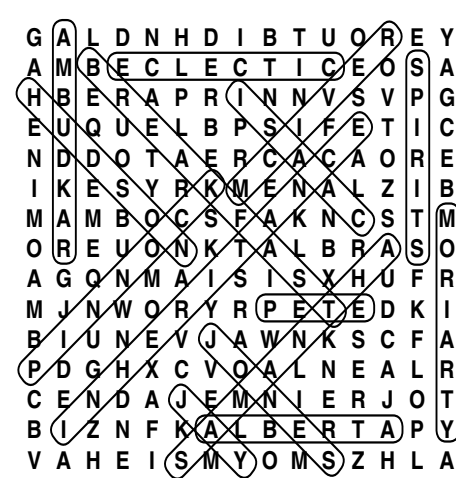 G A L D N H D I B T U O R E Y
A M B E C L E C T I C E O S A
H B E R A P R I N N V S V P G
E U Q U E L B P S I F E T I C
N D D O T A E R C A C A O R E
I K E S Y R K M E N A L Z I B
M A M B O C S F A K N C S T M
O R E U O N K T A L B R A S O
A G Q N M A I S I S X H U F R
M J N W O R Y R P E T E D K I
B I U N E V J A W N K S C F A
P D G H X C V O A L N E A L R
C E N D A J E M N I E R J O T
B I Z N F K A L B E R T A P Y
V A H E I S M Y O M S Z H L A